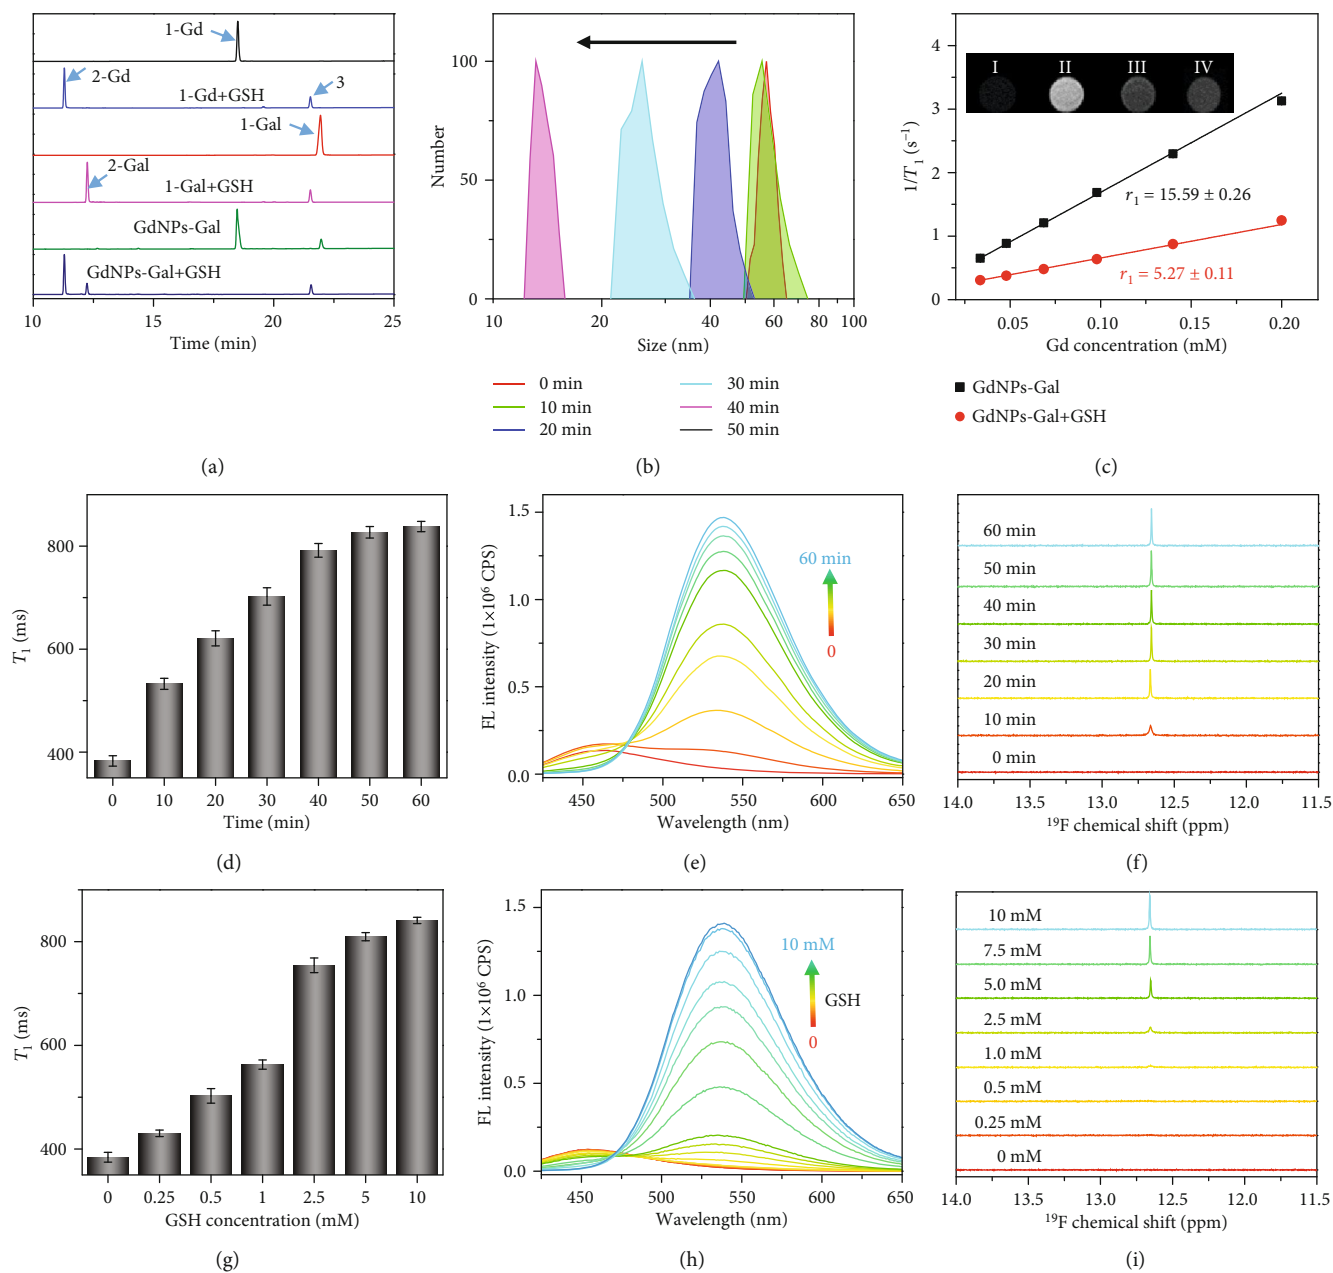 1-Gd
2-Gd
1-Gd+GSH
3
1-Gal
2-Gal
1-Gal+GSH
GdNPs-Gal
GdNPs-Gal+GSH
10 15 20 25
Time (min)
(a)
100
50
0
Number
10 20 40 60 80 100
Size (nm)
0 min
10 min
20 min
30 min
40 min
50 min
(b)
4
3
2
1
0
1/T1 (s−1)
I II III IV
r1 = 15.59 ± 0.26
r1 = 5.27 ± 0.11
0.05 0.10 0.15 0.20
Gd concentration (mM)
GdNPs-Gal
GdNPs-Gal+GSH
(c)
800
600
400
T1 (ms)
0 10 20 30 40 50 60
Time (min)
(d)
1.5
1.0
0.5
0.0
FL intensity (1×10⁶ CPS)
60 min
0
450 500 550 600 650
Wavelength (nm)
(e)
60 min
50 min
40 min
30 min
20 min
10 min
0 min
14.0 13.5 13.0 12.5 12.0 11.5
¹⁹F chemical shift (ppm)
(f)
800
600
400
T1 (ms)
0 0.25 0.5 1 2.5 5 10
GSH concentration (mM)
(g)
1.5
1.0
0.5
0.0
FL intensity (1×10⁶ CPS)
10 mM
GSH
0
450 500 550 600 650
Wavelength (nm)
(h)
10 mM
7.5 mM
5.0 mM
2.5 mM
1.0 mM
0.5 mM
0.25 mM
0 mM
14.0 13.5 13.0 12.5 12.0 11.5
¹⁹F chemical shift (ppm)
(i)